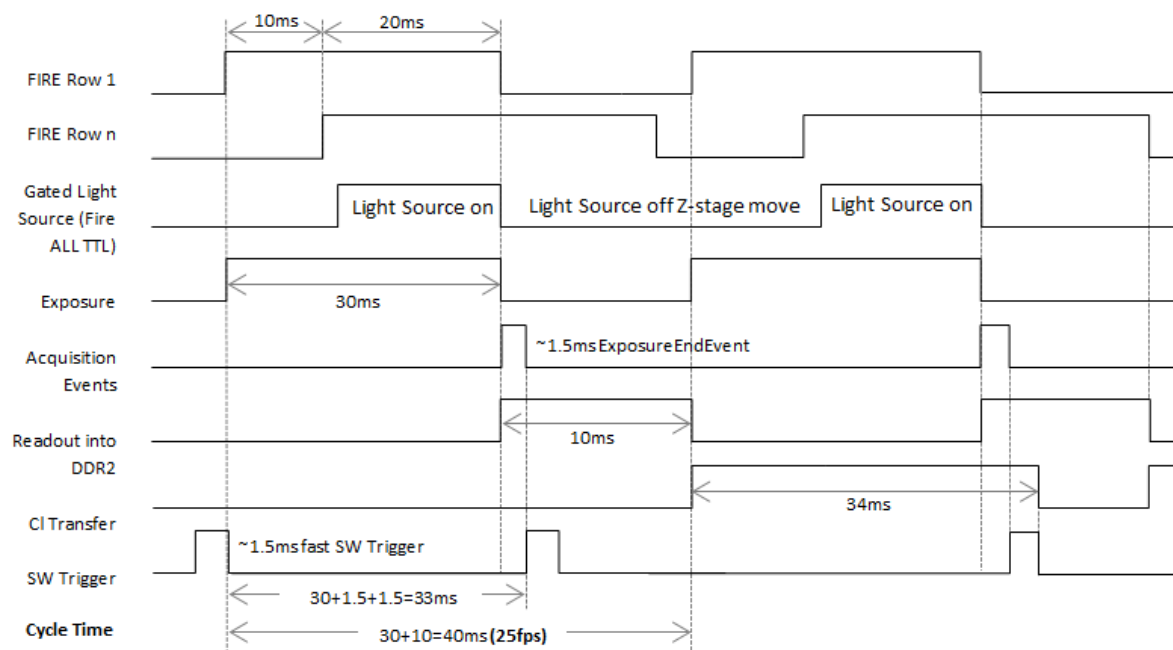 10ms
20ms
FIRE Row 1
FIRE Row n
Gated Light
Source (Fire
ALL TTL)
Light Source on
Light Source off Z-stage move
Light Source on
Exposure
30ms
Acquisition
Events
~1.5ms ExposureEndEvent
Readout into
DDR2
10ms
Cl Transfer
34ms
SW Trigger
~1.5ms fast SW Trigger
30+1.5+1.5=33ms
Cycle Time
30+10=40ms (25fps)